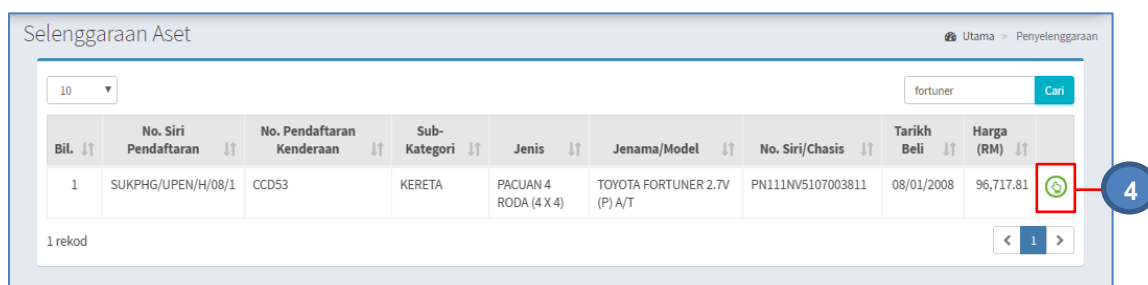 Selenggaraan Aset
Utama > Penyelenggaraan
10
fortuner
Cari
Bil.
No. Siri Pendaftaran
No. Pendaftaran Kenderaan
Sub-Kategori
Jenis
Jenama/Model
No. Siri/Chasis
Tarikh Beli
Harga (RM)
1
SUKPHG/UPEN/H/08/1
CCD53
KERETA
PACUAN 4
RODA (4 X 4)
TOYOTA FORTUNER 2.7V
(P) A/T
PN111NV5107003811
08/01/2008
96,717.81
4
1 rekod
< 1 >